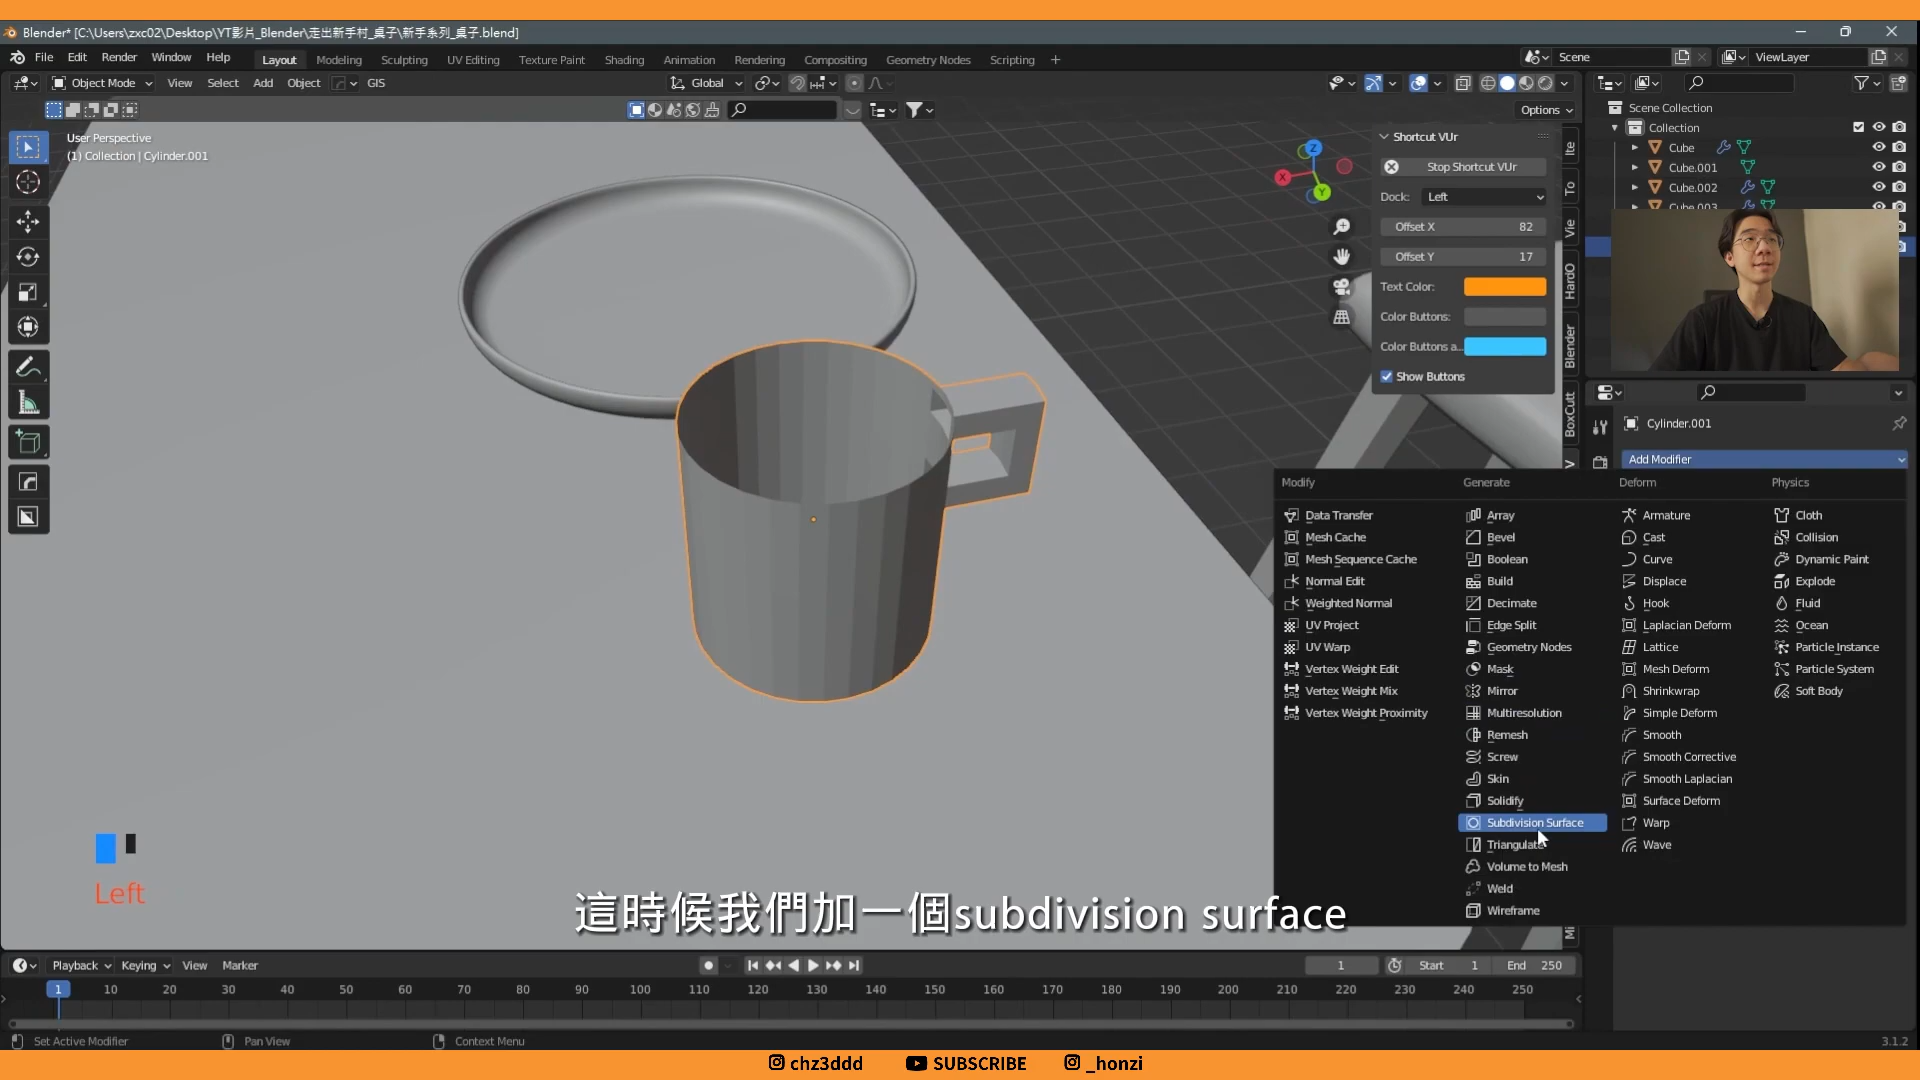 Blender* [C:\Users\zxc02\Desktop\YT影片_Blender\走出新手村_桌子\新手系列_桌子.blend]
File Edit Render Window Help Layout Modeling Sculpting UV Editing Texture Paint Shading Animation Rendering Compositing Geometry Nodes Scripting + Scene ViewLayer
Object Mode View Select Add Object GIS Global
Options
User Perspective
(1) Collection | Cylinder.001
Z
X
Y
Shortcut VUr
Stop Shortcut VUr
Dock: Left
Offset X 82
Offset Y 17
Text Color:
Color Buttons:
Color Buttons a...
Show Buttons
Ite
To
Vie
HardO
Blender
BoxCutt
V
Mi
Scene Collection
Collection
Cube
Cube.001
Cube.002
Cube.003
Cylinder.001
Add Modifier
Modify Generate Deform Physics
Data Transfer Array Armature Cloth
Mesh Cache Bevel Cast Collision
Mesh Sequence Cache Boolean Curve Dynamic Paint
Normal Edit Build Displace Explode
Weighted Normal Decimate Hook Fluid
UV Project Edge Split Laplacian Deform Ocean
UV Warp Geometry Nodes Lattice Particle Instance
Vertex Weight Edit Mask Mesh Deform Particle System
Vertex Weight Mix Mirror Shrinkwrap Soft Body
Vertex Weight Proximity Multiresolution Simple Deform
Remesh Smooth
Screw Smooth Corrective
Skin Smooth Laplacian
Solidify Surface Deform
Subdivision Surface Warp
Triangulate Wave
Volume to Mesh
Weld
Wireframe
Left
這時候我們加一個subdivision surface
Playback Keying View Marker 1 Start 1 End 250
1 10 20 30 40 50 60 70 80 90 100 110 120 130 140 150 160 170 180 190 200 210 220 230 240 250
Set Active Modifier Pan View Context Menu 3.1.2
chz3ddd SUBSCRIBE _honzi